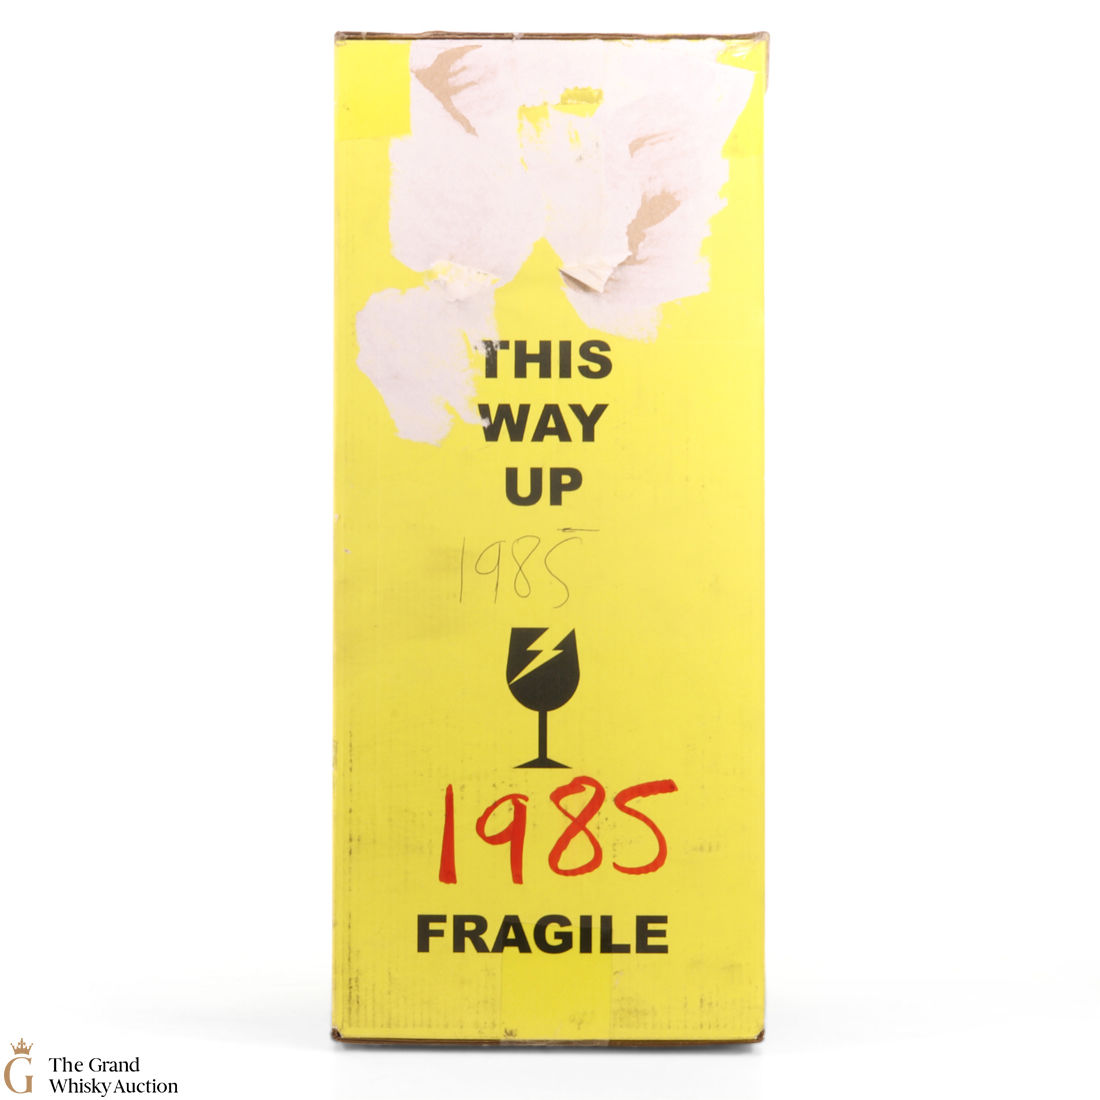 THIS
WAY
UP
1985
1985
FRAGILE
G
The Grand
Whisky Auction